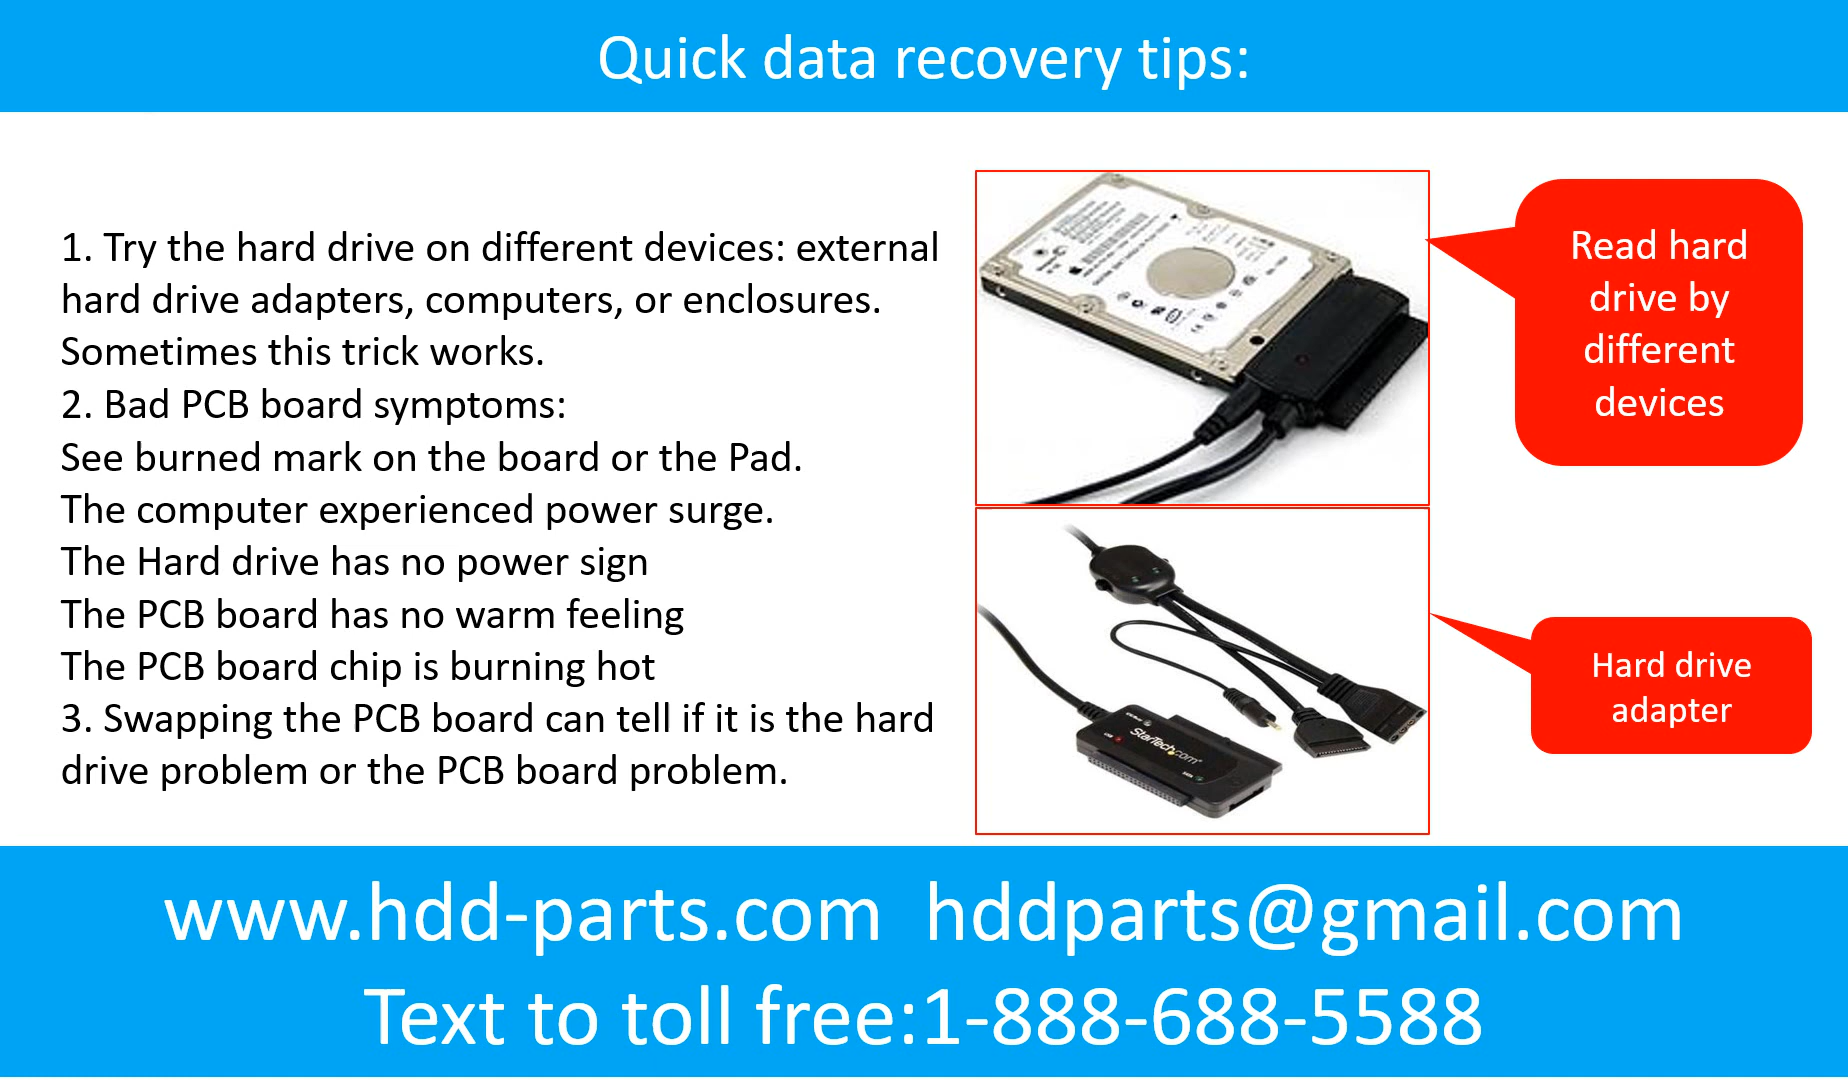 Quick data recovery tips:
1. Try the hard drive on different devices: external
hard drive adapters, computers, or enclosures.
Sometimes this trick works.
2. Bad PCB board symptoms:
See burned mark on the board or the Pad.
The computer experienced power surge.
The Hard drive has no power sign
The PCB board has no warm feeling
The PCB board chip is burning hot
3. Swapping the PCB board can tell if it is the hard
drive problem or the PCB board problem.
Read hard
drive by
different
devices
StarTech.com
Hard drive
adapter
www.hdd-parts.com hddparts@gmail.com
Text to toll free:1-888-688-5588